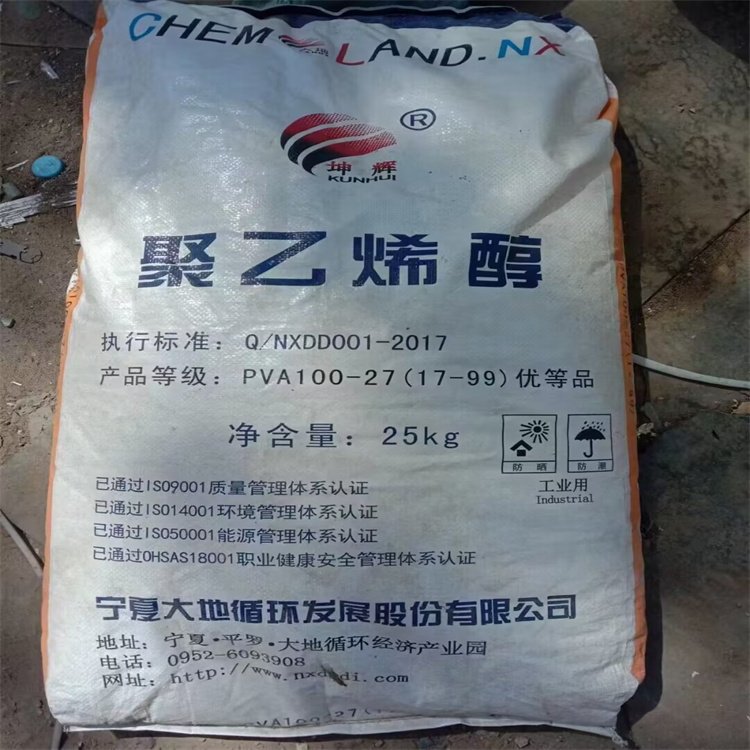 CHEM LAND.NX
®
坤辉
KUNHUI
聚乙烯醇
执行标准：Q/NXDD001-2017
产品等级：PVA100-27(17-99)优等品
净含量：25kg
防晒 防潮
工业用
Industrial
已通过ISO9001质量管理体系认证
已通过ISO14001环境管理体系认证
已通过ISO50001能源管理体系认证
已通过OHSAS18001职业健康安全管理体系认证
宁夏大地循环发展股份有限公司
地址：宁夏·平罗·大地循环经济产业园
电话：0952-6093908
网址：
PVA100-27(1